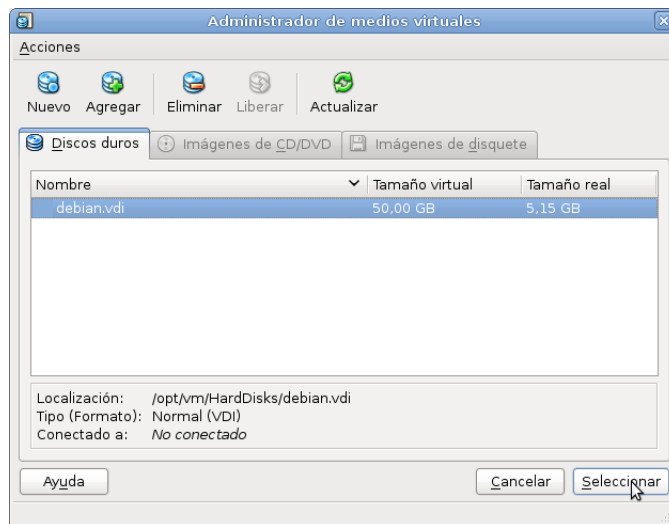 Administrador de medios virtuales
Acciones
Nuevo Agregar Eliminar Liberar Actualizar
Discos duros Imágenes de CD/DVD Imágenes de disquete
Nombre Tamaño virtual Tamaño real
debian.vdi 50,00 GB 5,15 GB
Localización: /opt/vm/HardDisks/debian.vdi
Tipo (Formato): Normal (VDI)
Conectado a: No conectado
Ayuda Cancelar Seleccionar